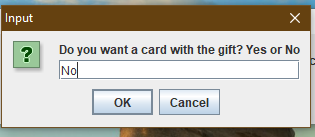 Input
Do you want a card with the gift? Yes or No
No
OK
Cancel